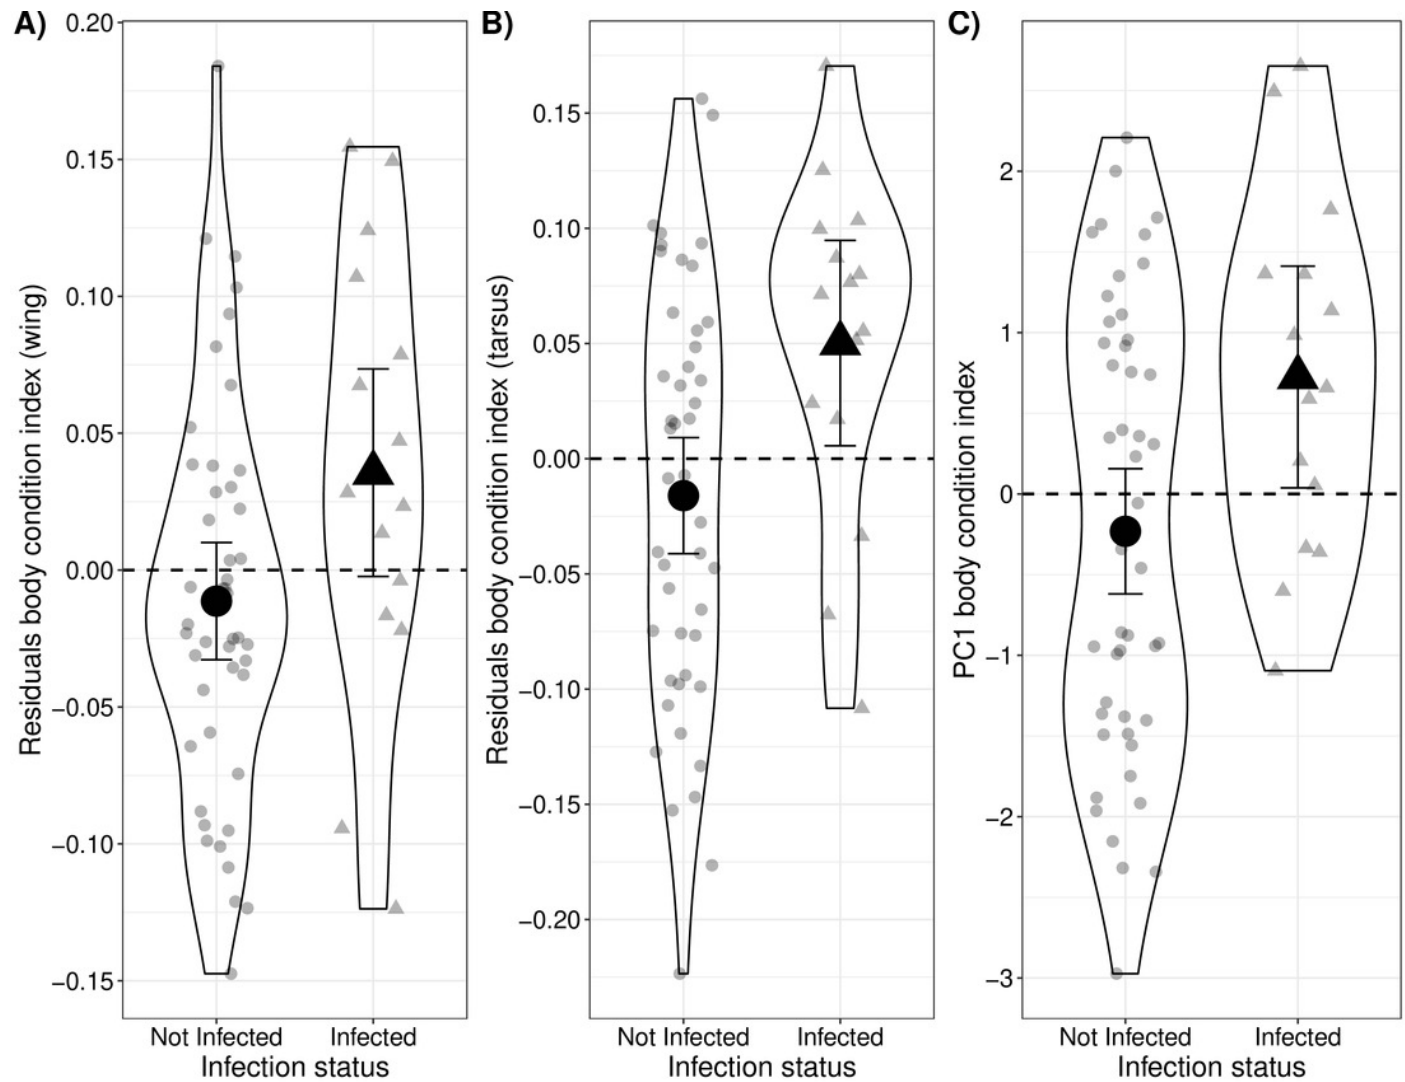 A)
Residuals body condition index (wing)
0.20
0.15
0.10
0.05
0.00
−0.05
−0.10
−0.15
Not Infected
Infected
Infection status
B)
Residuals body condition index (tarsus)
0.15
0.10
0.05
0.00
−0.05
−0.10
−0.15
−0.20
Not Infected
Infected
Infection status
C)
PC1 body condition index
2
1
0
−1
−2
−3
Not Infected
Infected
Infection status